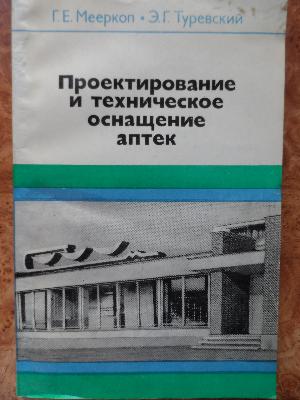 Г. Е. Мееркоп • Э. Г. Туревский
Проектирование
и техническое
оснащение
аптек